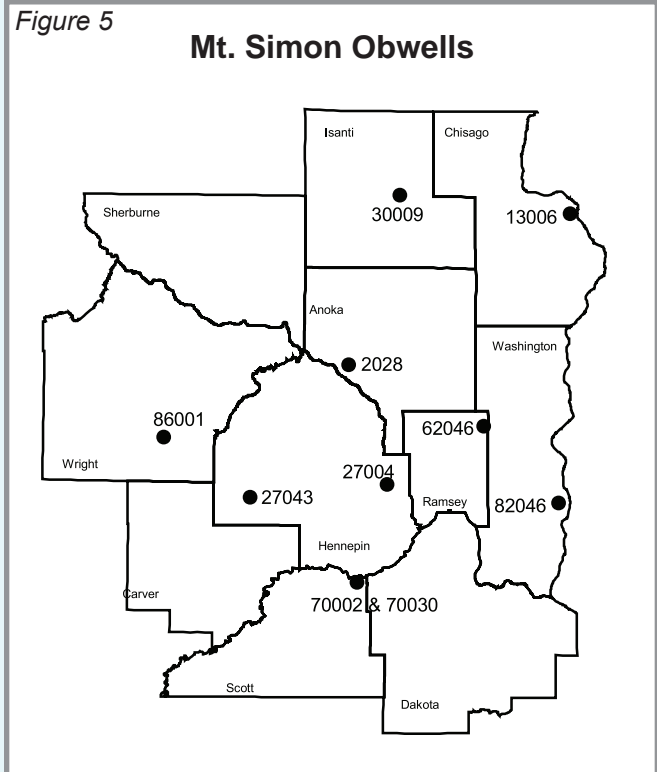 Figure 5
Mt. Simon Obwells
Isanti
Chisago
30009
13006
Sherburne
Anoka
2028
Washington
86001
62046
Wright
27004
27043
Ramsey
82046
Hennepin
Carver
70002 & 70030
Scott
Dakota